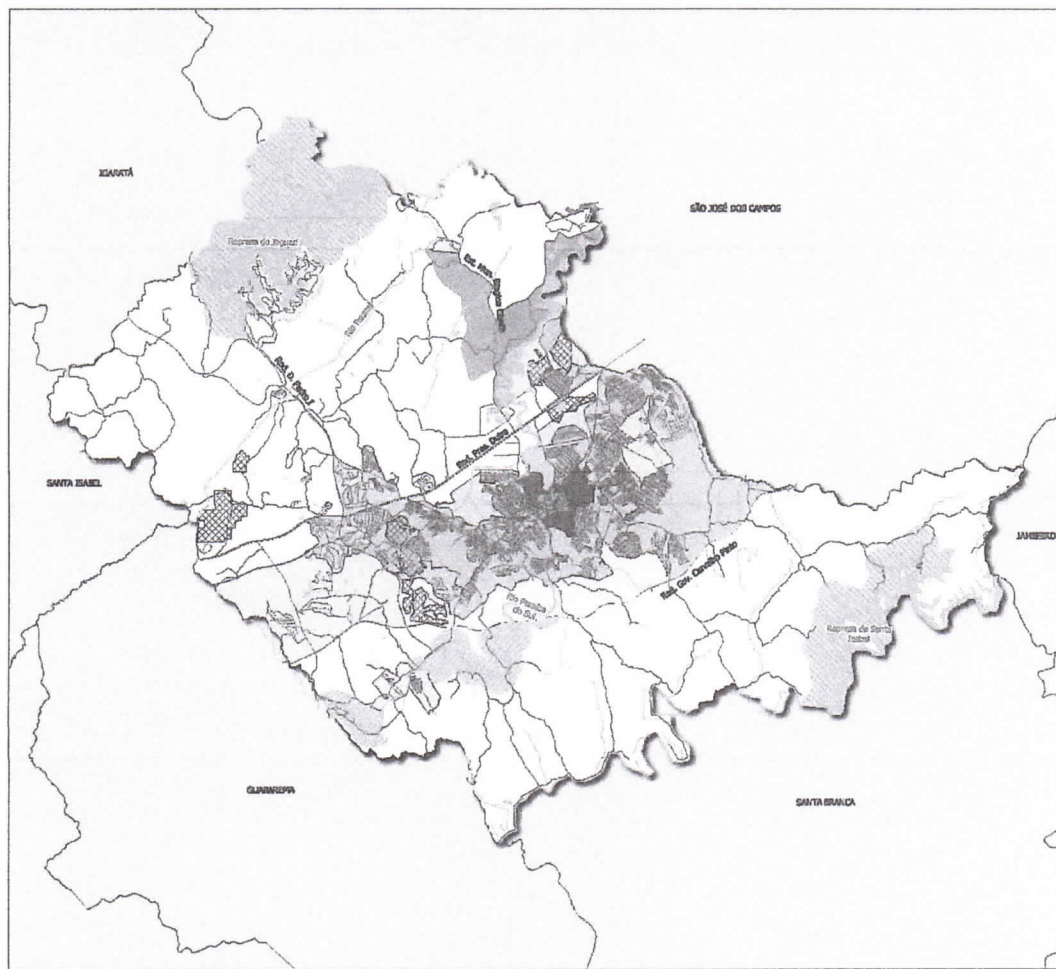 IGARATÁ
SÃO JOSÉ DOS CAMPOS
Represa do Jaguari
Rod. D. Pedro I
Rod. Pres. Dutra
SANTA ISABEL
JAMBEIRO
Rod. Gov. Carvalho Pinto
Rio Paraíba
do Sul
Represa de Santa
GUARAREMA
SANTA BRANCA